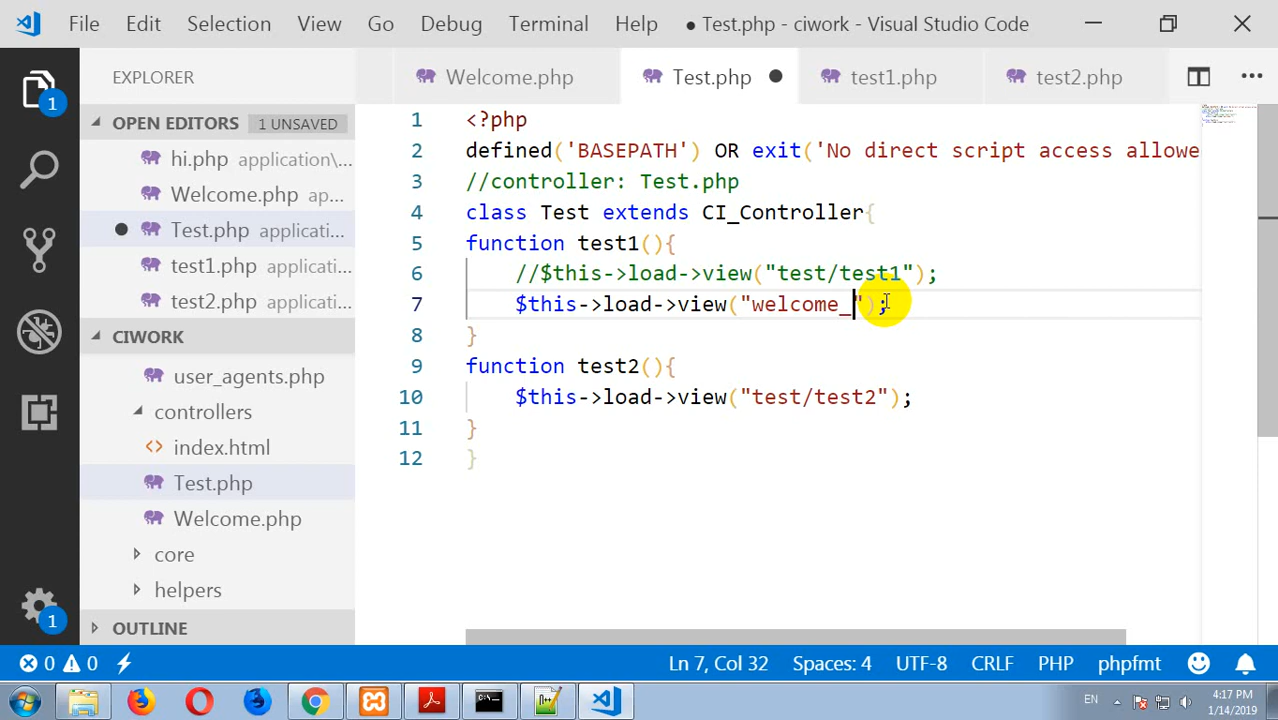 File Edit Selection View Go Debug Terminal Help ● Test.php - ciwork - Visual Studio Code
EXPLORER
Welcome.php Test.php ● test1.php test2.php ...
OPEN EDITORS 1 UNSAVED
hi.php application\...
Welcome.php ap...
Test.php applicati...
test1.php applicati...
test2.php applicati...
CIWORK
user_agents.php
controllers
<> index.html
Test.php
Welcome.php
core
helpers
OUTLINE
1
1
1 <?php
2 defined('BASEPATH') OR exit('No direct script access allowe
3 //controller: Test.php
4 class Test extends CI_Controller{
5 function test1(){
6 //$this->load->view("test/test1");
7 $this->load->view("welcome_");
8 }
9 function test2(){
10 $this->load->view("test/test2");
11 }
12 }
0 0 Ln 7, Col 32 Spaces: 4 UTF-8 CRLF PHP phpfmt
EN 4:17 PM
1/14/2019